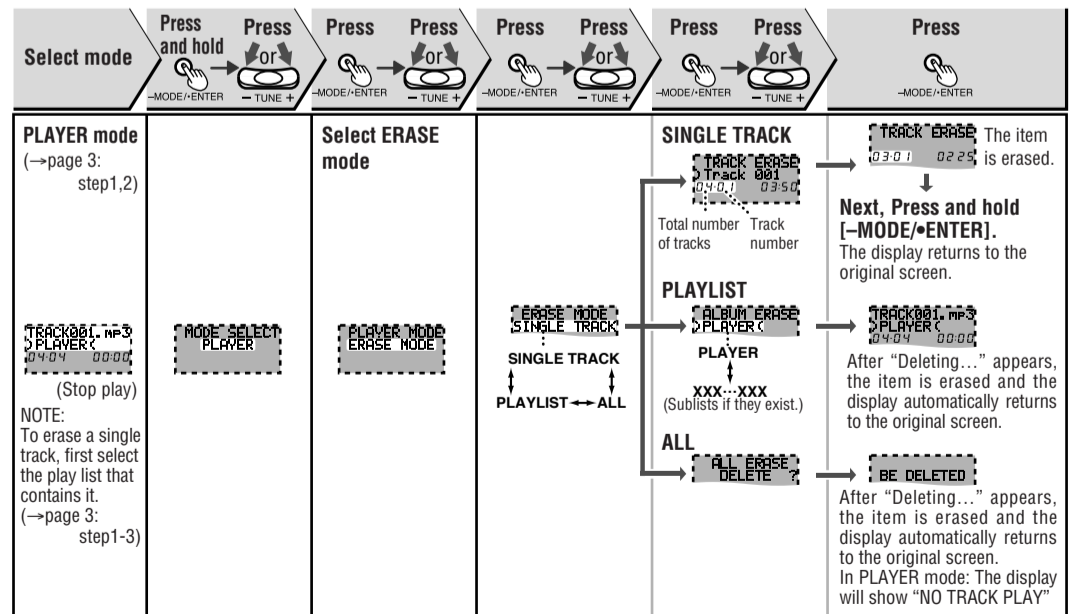 Select mode
Press and hold
Press
or
–MODE/•ENTER
– TUNE +
Press
Press
or
–MODE/•ENTER
– TUNE +
Press
Press
or
–MODE/•ENTER
– TUNE +
Press
Press
or
–MODE/•ENTER
– TUNE +
Press
–MODE/•ENTER
PLAYER mode
(→page 3:
step1,2)
TRACK001.mp3
)PLAYER(
04:04 00:00
(Stop play)
NOTE:
To erase a single
track, first select
the play list that
contains it.
(→page 3:
step1-3)
MODE SELECT
PLAYER
Select ERASE
mode
PLAYER MODE
ERASE MODE
ERASE MODE
SINGLE TRACK
SINGLE TRACK
PLAYLIST ↔ ALL
SINGLE TRACK
TRACK ERASE
)Track 001
04:01 03:50
Total number
of tracks
Track
number
PLAYLIST
ALBUM ERASE
)PLAYER(
PLAYER
XXX···XXX
(Sublists if they exist.)
ALL
ALL ERASE
DELETE ?
TRACK ERASE
03:01 02:25
The item
is erased.
Next, Press and hold
[–MODE/•ENTER].
The display returns to the
original screen.
TRACK001.mp3
)PLAYER(
04:04 00:00
After “Deleting…” appears,
the item is erased and the
display automatically returns
to the original screen.
BE DELETED
After “Deleting…” appears,
the item is erased and the
display automatically returns
to the original screen.
In PLAYER mode: The display
will show “NO TRACK PLAY”